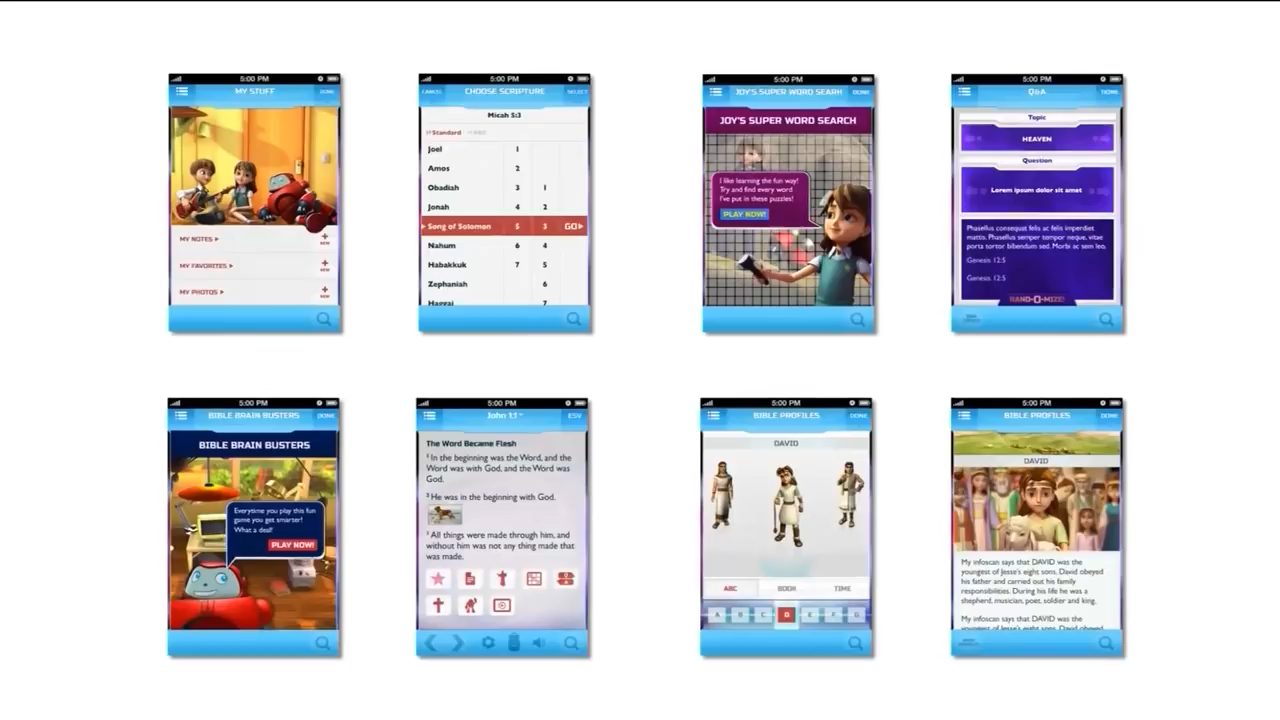 5:00 PM
MY STUFF
DONE
MY NOTES
NEW
MY FAVORITES
NEW
MY PHOTOS
NEW
5:00 PM
CHOOSE SCRIPTURE
SELECT
Micah 5:3
Standard
Joel 1
Amos 2
Obadiah 3 1
Jonah 4 2
Song of Solomon 5 3 GO
Nahum 6 4
Habakkuk 7 5
Zephaniah 6
Haggai 7
5:00 PM
JOY'S SUPER WORD SEARH
DONE
JOY'S SUPER WORD SEARCH
I like learning the fun way!
Try and find every word
I've put in these puzzles!
PLAY NOW!
5:00 PM
Q&A
Topic
HEAVEN
Question
Lorem ipsum dolor sit amet
Phasellus consequat felis ac felis imperdiet
mattis. Phasellus semper tempor neque, vitae
porta tortor bibendum sed. Morbi ac sem leo,
Genesis 12:5
Genesis 12:5
RAND-O-MIZE!
5:00 PM
BIBLE BRAIN BUSTERS
DONE
BIBLE BRAIN BUSTERS
Everytime you play this fun
game you get smarter!
What a deal!
PLAY NOW!
5:00 PM
John 1:1
ESV
The Word Became Flesh
1 In the beginning was the Word, and the
Word was with God, and the Word was
God.
He was in the beginning with God.
All things were made through him, and
without him was not any thing made that
was made.
5:00 PM
BIBLE PROFILES
DONE
DAVID
ABC BOOK TIME
A B C D E F G
5:00 PM
BIBLE PROFILES
DONE
DAVID
My infoscan says that DAVID was the
youngest of Jesse's eight sons. David obeyed
his father and carried out his family
responsibilities. During his life he was a
shepherd, musician, poet, soldier and king.
My infoscan says that DAVID was the
youngest of Jesse's eight sons. David obeyed